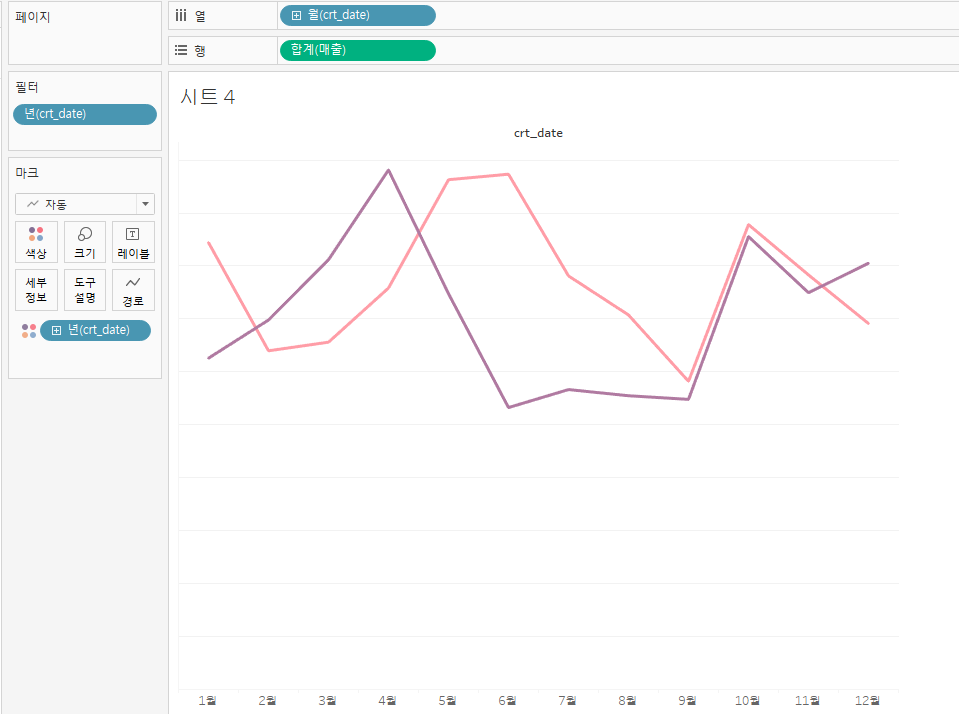 페이지
열
월(crt_date)
행
합계(매출)
필터
년(crt_date)
마크
자동
색상
크기
레이블
세부
정보
도구
설명
경로
년(crt_date)
시트 4
crt_date
1월 2월 3월 4월 5월 6월 7월 8월 9월 10월 11월 12월